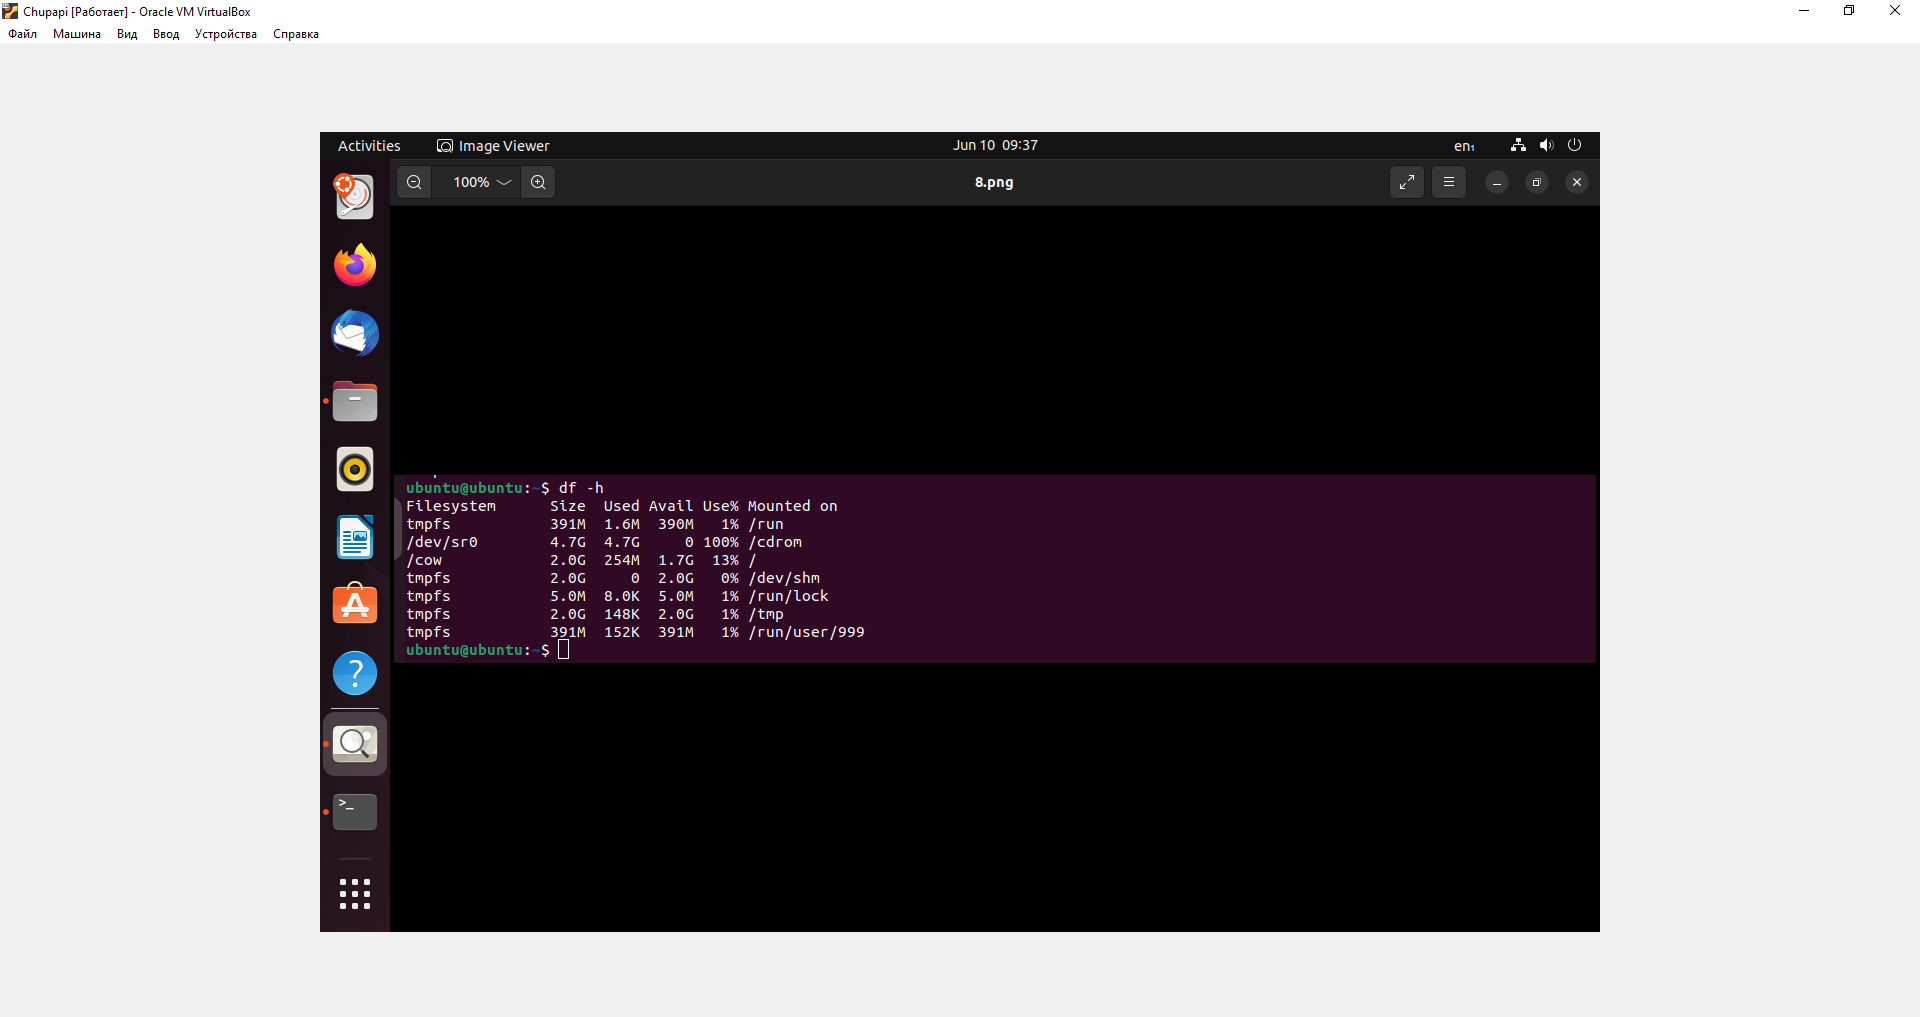 Chupapi [Работает] - Oracle VM VirtualBox
Файл Машина Вид Ввод Устройства Справка
Activities Image Viewer Jun 10 09:37 en₁
100% 8.png
ubuntu@ubuntu:~$ df -h
Filesystem      Size  Used Avail Use% Mounted on
tmpfs           391M  1.6M  390M   1% /run
/dev/sr0        4.7G  4.7G     0 100% /cdrom
/cow            2.0G  254M  1.7G  13% /
tmpfs           2.0G     0  2.0G   0% /dev/shm
tmpfs           5.0M  8.0K  5.0M   1% /run/lock
tmpfs           2.0G  148K  2.0G   1% /tmp
tmpfs           391M  152K  391M   1% /run/user/999
ubuntu@ubuntu:~$